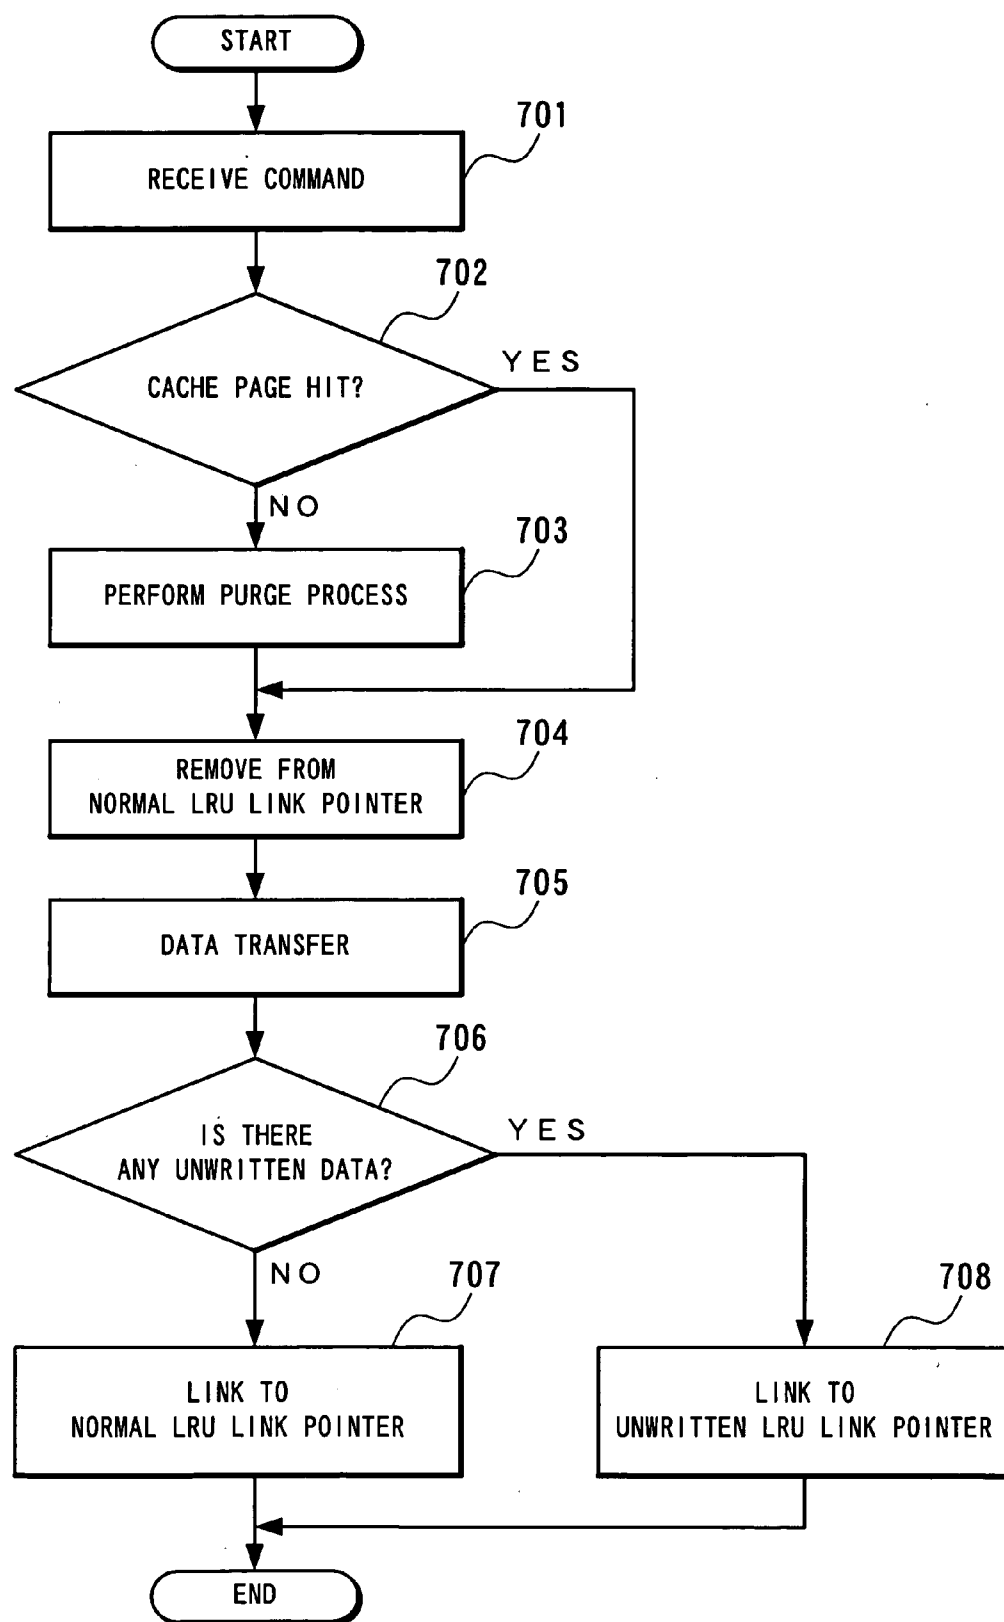 START
701
RECEIVE COMMAND
702
CACHE PAGE HIT?
YES
NO
703
PERFORM PURGE PROCESS
704
REMOVE FROM
NORMAL LRU LINK POINTER
705
DATA TRANSFER
706
IS THERE
ANY UNWRITTEN DATA?
YES
NO
707
708
LINK TO
NORMAL LRU LINK POINTER
LINK TO
UNWRITTEN LRU LINK POINTER
END